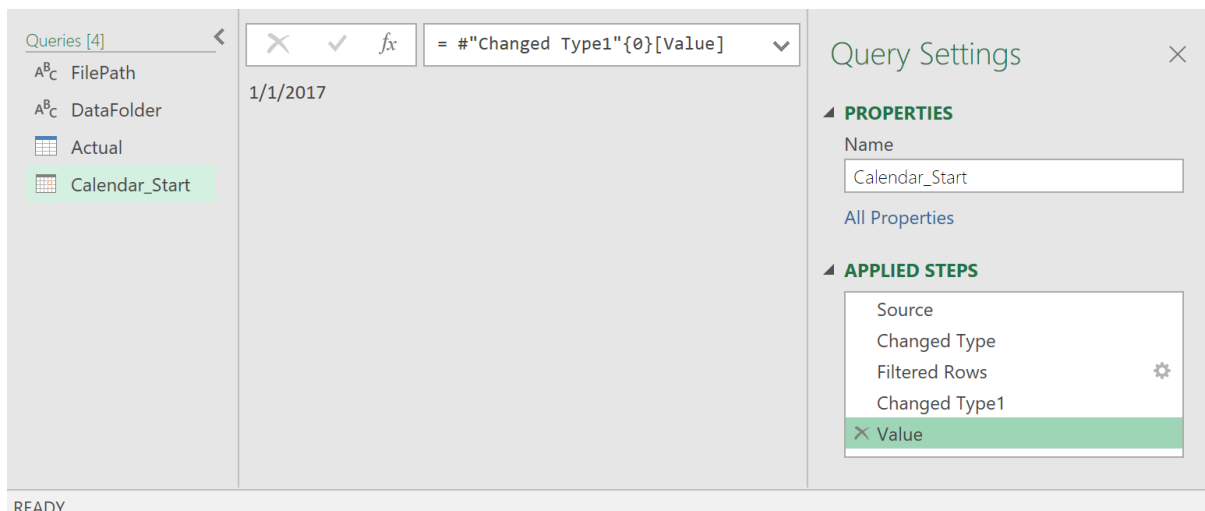 Queries [4]
FilePath
DataFolder
Actual
Calendar_Start
fx
= #"Changed Type1"{0}[Value]
1/1/2017
Query Settings
PROPERTIES
Name
Calendar_Start
All Properties
APPLIED STEPS
Source
Changed Type
Filtered Rows
Changed Type1
Value
READY